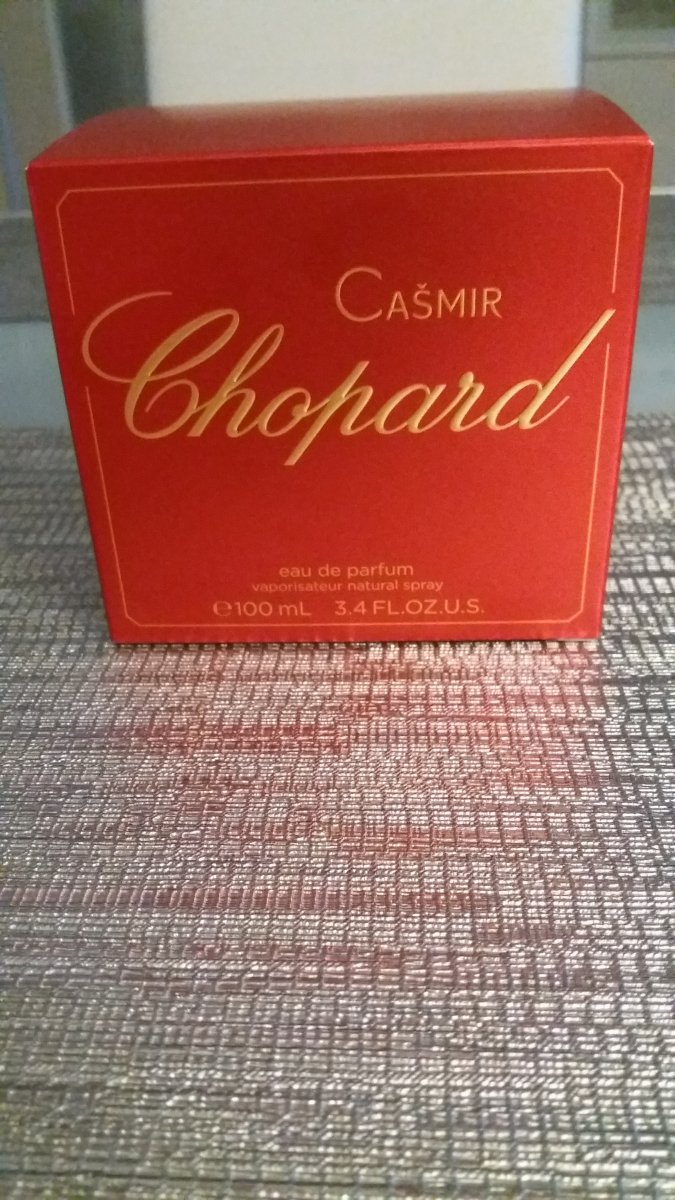 CAŠMIR
Chopard
eau de parfum
vaporisateur natural spray
℮100 mL 3.4 FL.OZ.U.S.